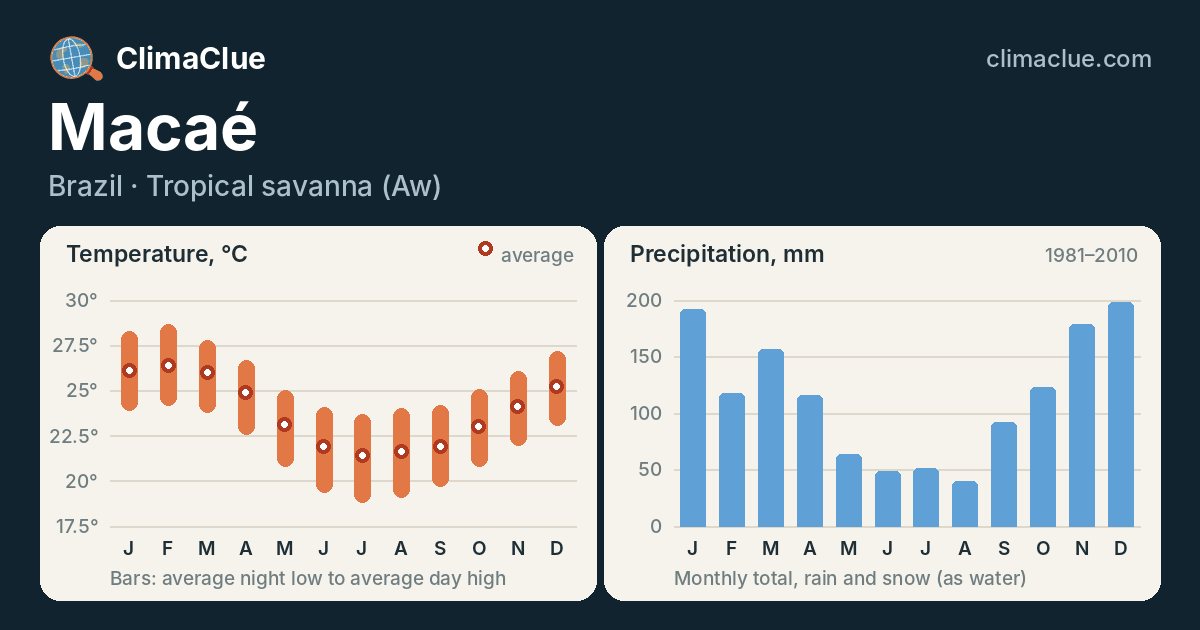 ClimaClue
climaclue.com
Macaé
Brazil · Tropical savanna (Aw)
Temperature, °C
average
30°
27.5°
25°
22.5°
20°
17.5°
J F M A M J J A S O N D
Bars: average night low to average day high
Precipitation, mm
1981–2010
200
150
100
50
0
J F M A M J J A S O N D
Monthly total, rain and snow (as water)